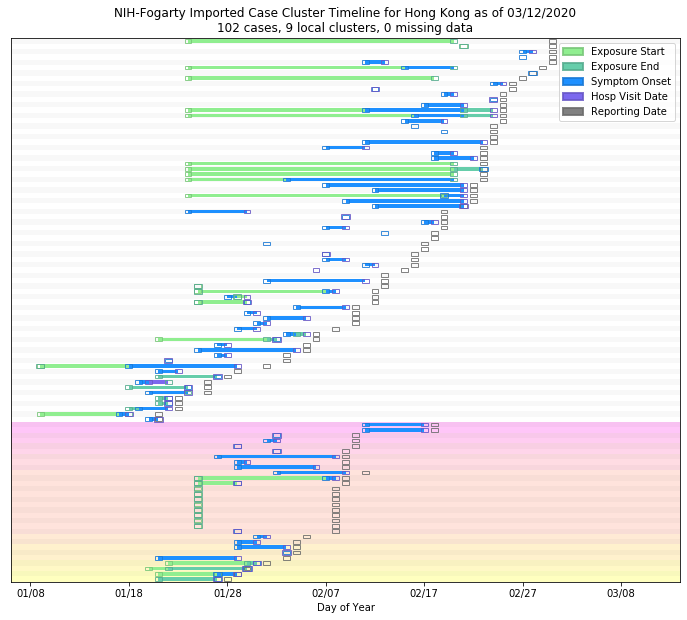 NIH-Fogarty Imported Case Cluster Timeline for Hong Kong as of 03/12/2020
102 cases, 9 local clusters, 0 missing data
Exposure Start
Exposure End
Symptom Onset
Hosp Visit Date
Reporting Date
01/08 01/18 01/28 02/07 02/17 02/27 03/08
Day of Year